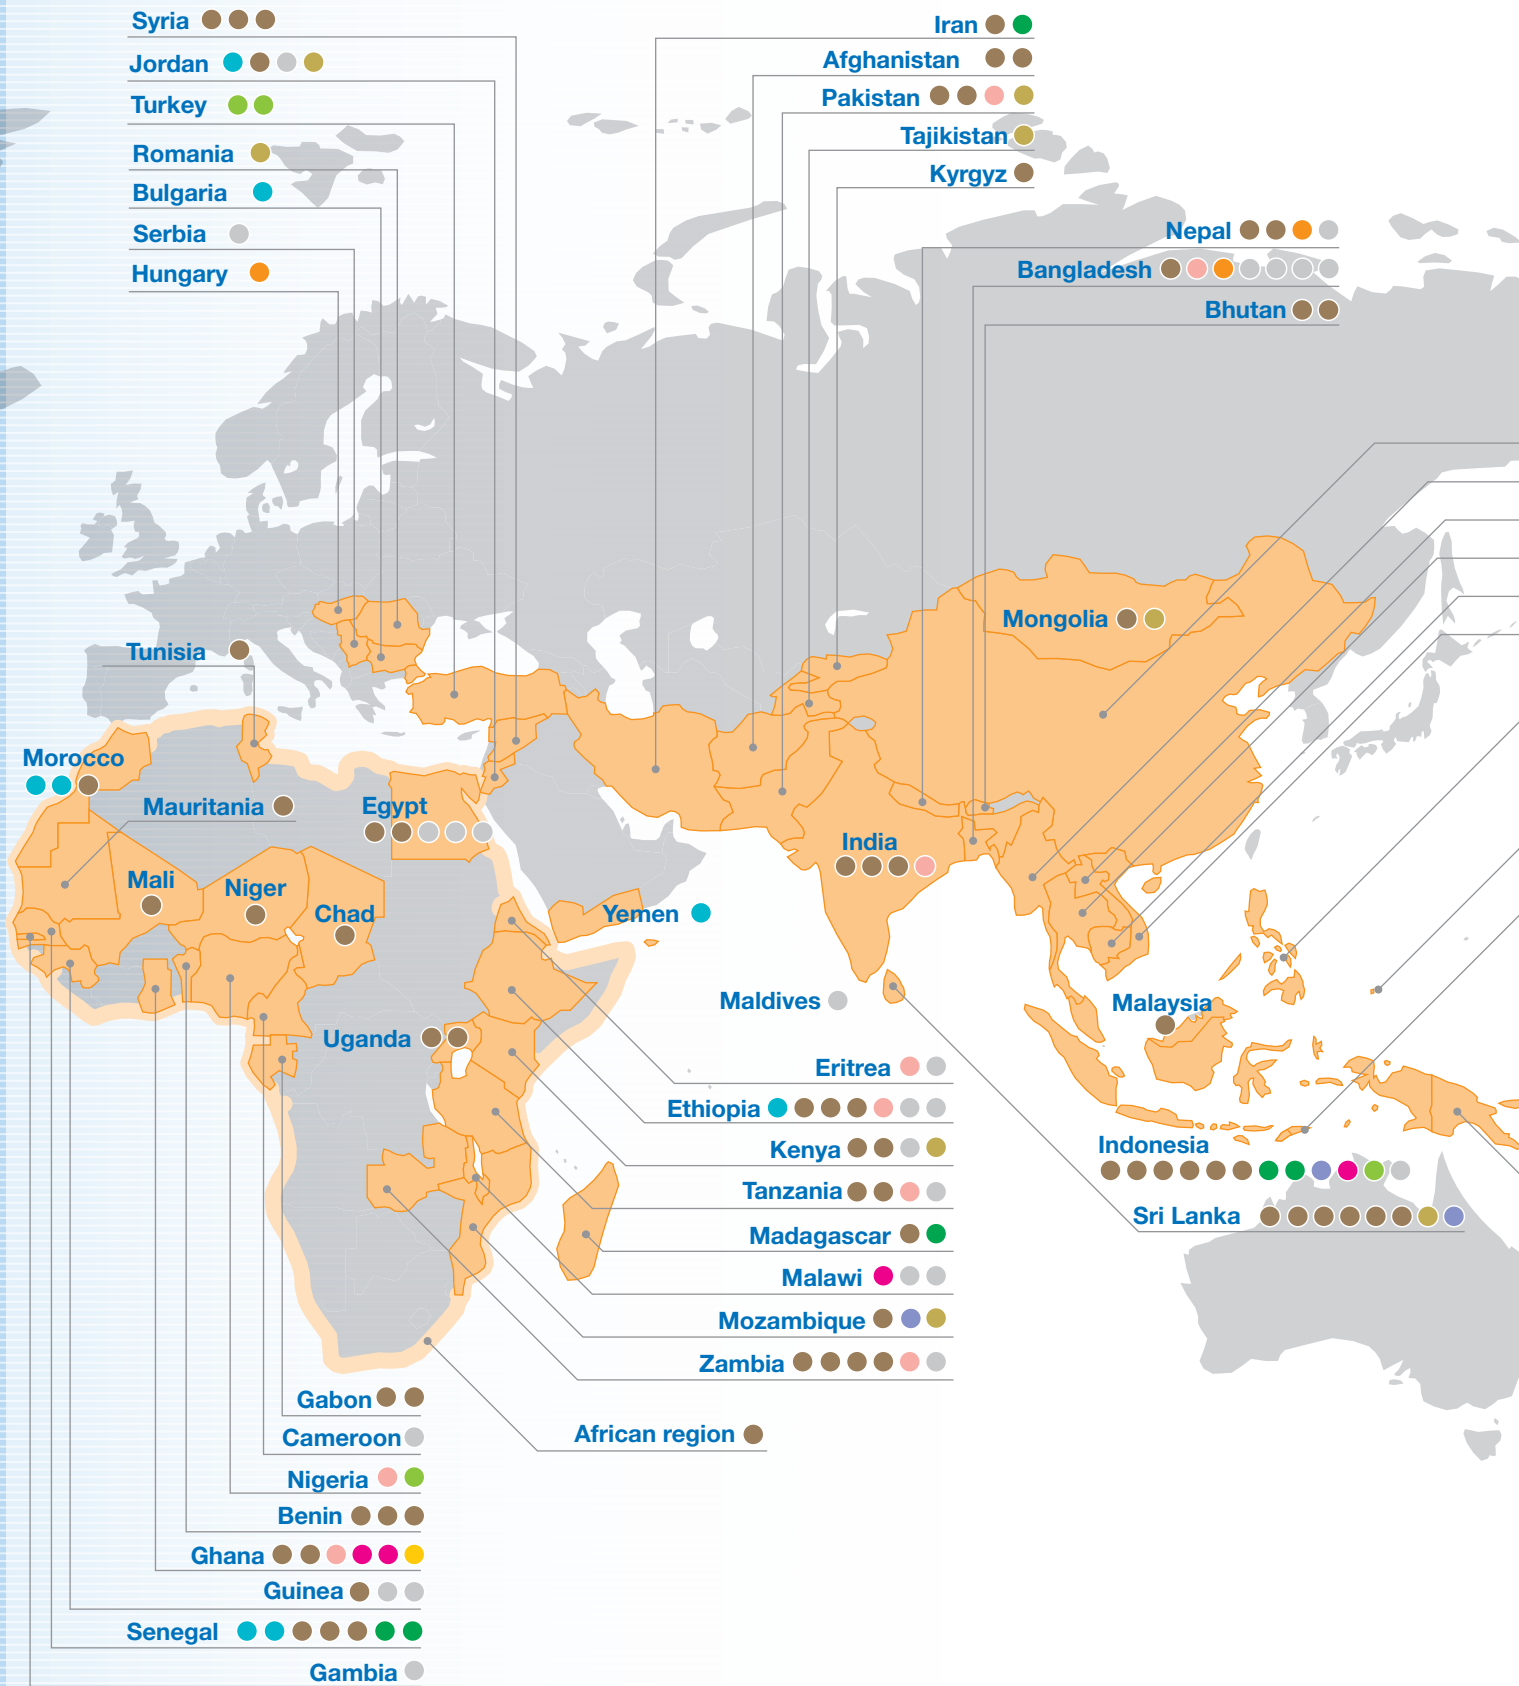 Syria
Jordan
Turkey
Romania
Bulgaria
Serbia
Hungary
Iran
Afghanistan
Pakistan
Tajikistan
Kyrgyz
Nepal
Bangladesh
Bhutan
Mongolia
Tunisia
Morocco
Mauritania
Egypt
India
Mali
Niger
Chad
Yemen
Maldives
Malaysia
Uganda
Eritrea
Ethiopia
Kenya
Tanzania
Madagascar
Malawi
Mozambique
Zambia
Indonesia
Sri Lanka
Gabon
Cameroon
African region
Nigeria
Benin
Ghana
Guinea
Senegal
Gambia